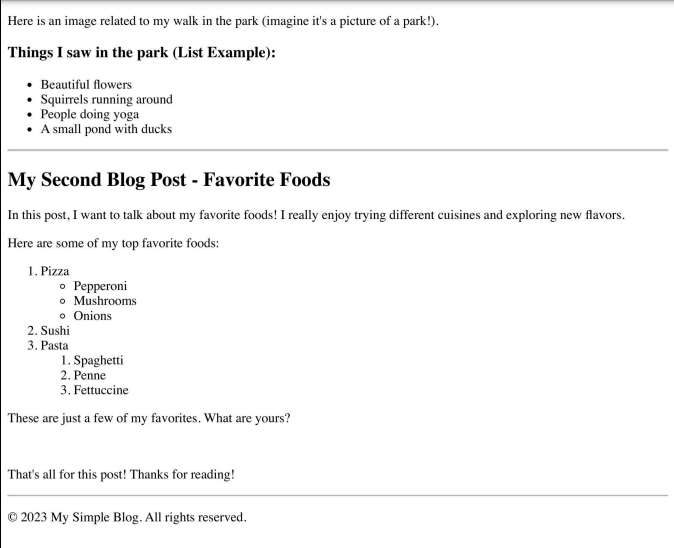 Here is an image related to my walk in the park (imagine it's a picture of a park!).
Things I saw in the park (List Example):
• Beautiful flowers
• Squirrels running around
• People doing yoga
• A small pond with ducks
My Second Blog Post - Favorite Foods
In this post, I want to talk about my favorite foods! I really enjoy trying different cuisines and exploring new flavors.
Here are some of my top favorite foods:
1. Pizza
◦ Pepperoni
◦ Mushrooms
◦ Onions
2. Sushi
3. Pasta
1. Spaghetti
2. Penne
3. Fettuccine
These are just a few of my favorites. What are yours?
That's all for this post! Thanks for reading!
© 2023 My Simple Blog. All rights reserved.